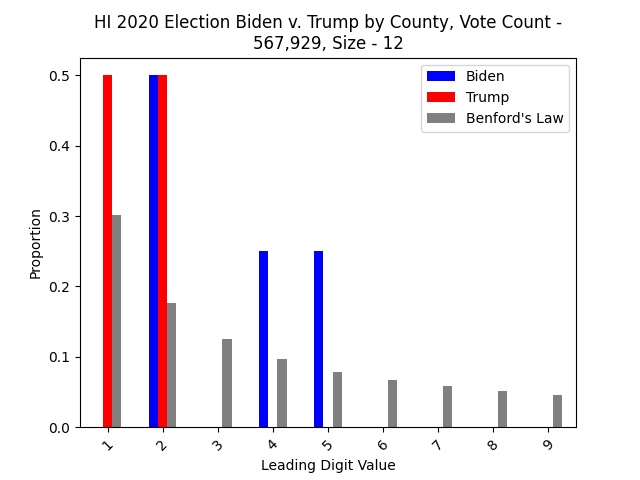 HI 2020 Election Biden v. Trump by County, Vote Count -
567,929, Size - 12
Biden
Trump
Benford's Law
0.5
0.4
0.3
0.2
0.1
0.0
Proportion
1 2 3 4 5 6 7 8 9
Leading Digit Value